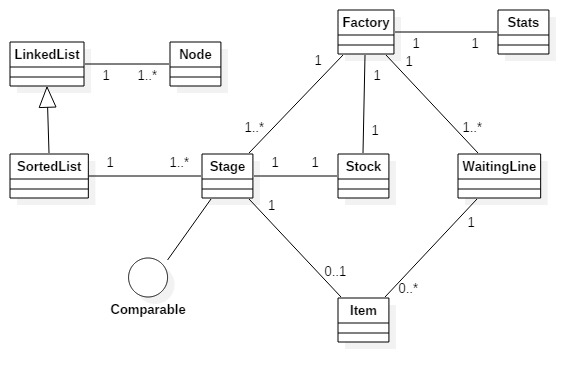 Factory
Stats
LinkedList
Node
1
1
1
1
1
1
1..*
1..*
1..*
1
SortedList
1
1..*
Stage
1
1
Stock
WaitingLine
1
1
0..1
0..*
Comparable
Item